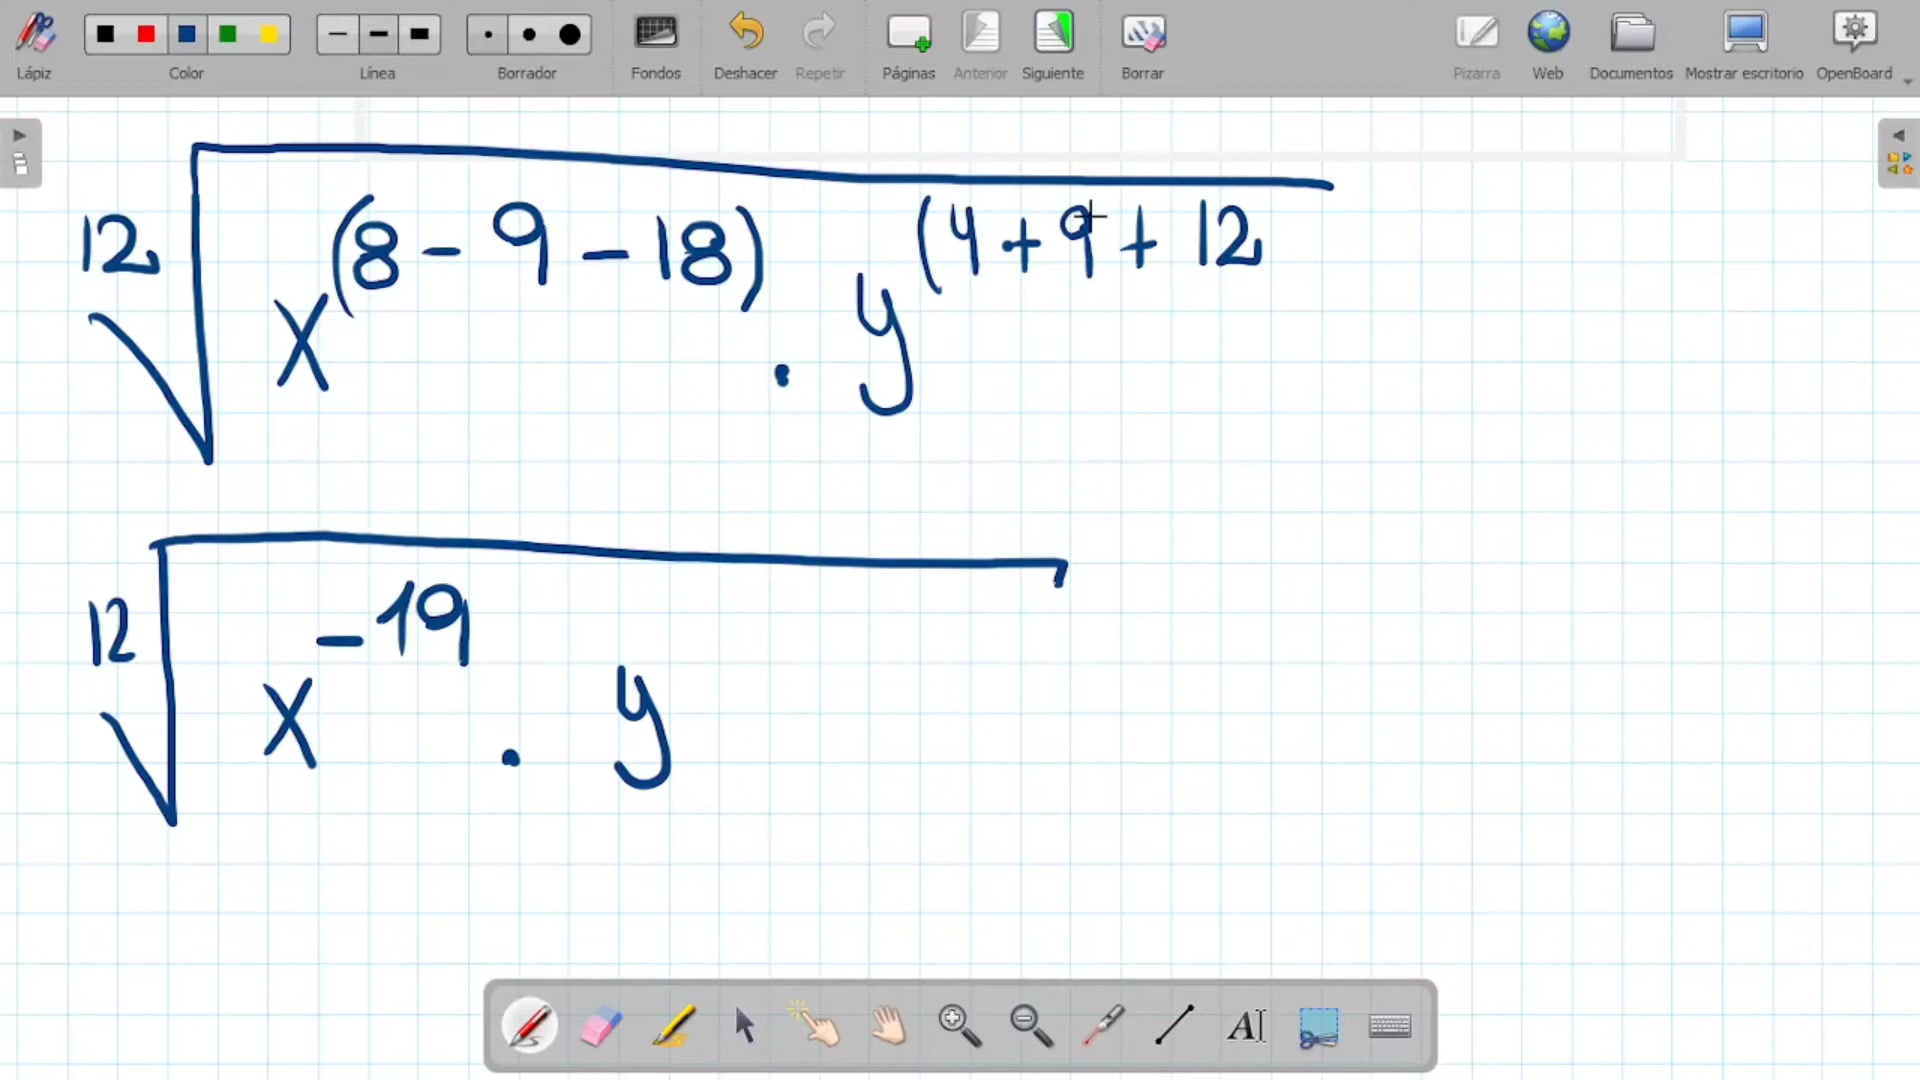 Lápiz Color Línea Borrador Fondos Deshacer Repetir Páginas Anterior Siguiente Borrar Pizarra Web Documentos Mostrar escritorio OpenBoard
12√ x^(8 - 9 - 18) . y^(4 + 9 + 12
12√ x^-19 . y